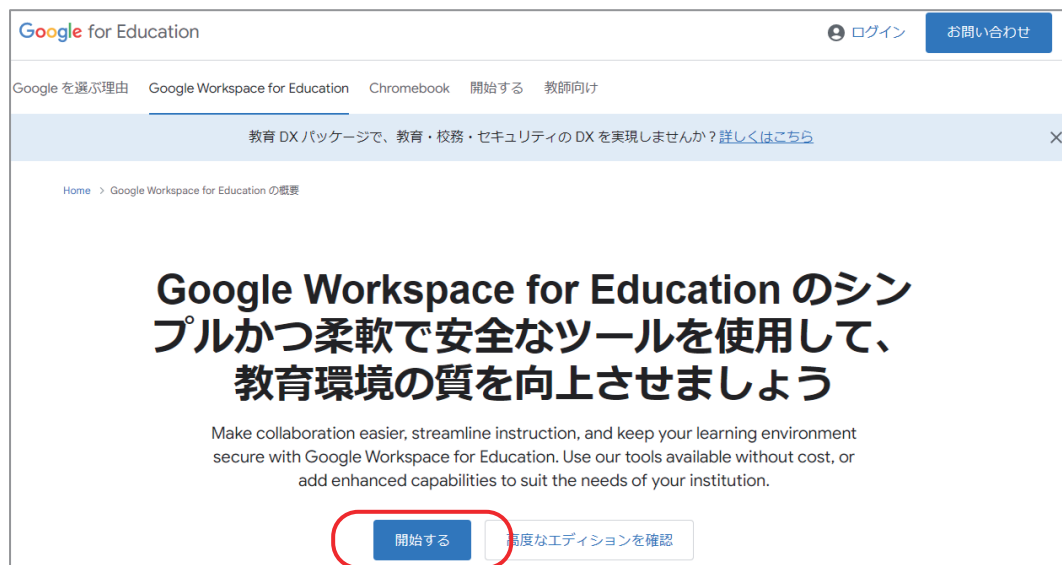 Google for Education
ログイン
お問い合わせ
Google を選ぶ理由 Google Workspace for Education Chromebook 開始する 教師向け
教育 DX パッケージで、教育・校務・セキュリティの DX を実現しませんか？詳しくはこちら
Home > Google Workspace for Education の概要
Google Workspace for Education のシン
プルかつ柔軟で安全なツールを使用して、
教育環境の質を向上させましょう
Make collaboration easier, streamline instruction, and keep your learning environment
secure with Google Workspace for Education. Use our tools available without cost, or
add enhanced capabilities to suit the needs of your institution.
開始する
高度なエディションを確認